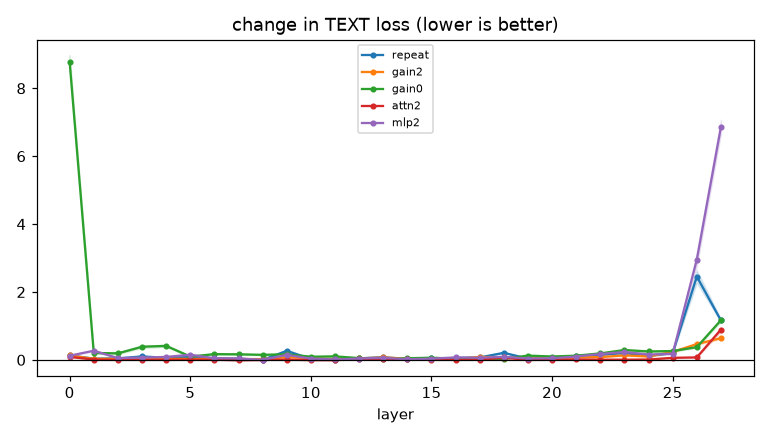 change in TEXT loss (lower is better)
repeat
gain2
gain0
attn2
mlp2
8
6
4
2
0
0 5 10 15 20 25
layer